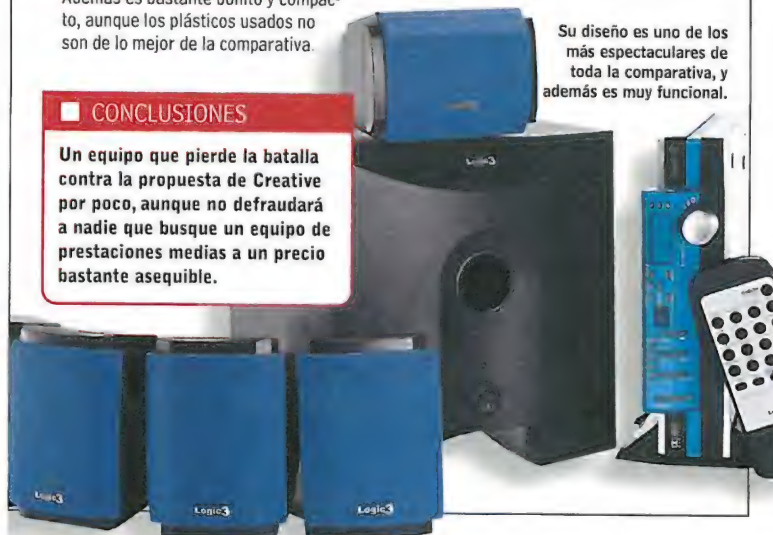 Además es bastante bonito y compac-
to, aunque los plásticos usados no
son de lo mejor de la comparativa.
Su diseño es uno de los
más espectaculares de
toda la comparativa, y
además es muy funcional.
CONCLUSIONES
Un equipo que pierde la batalla
contra la propuesta de Creative
por poco, aunque no defraudará
a nadie que busque un equipo de
prestaciones medias a un precio
bastante asequible.
Logic3
Logic3
Logic3
Logic3